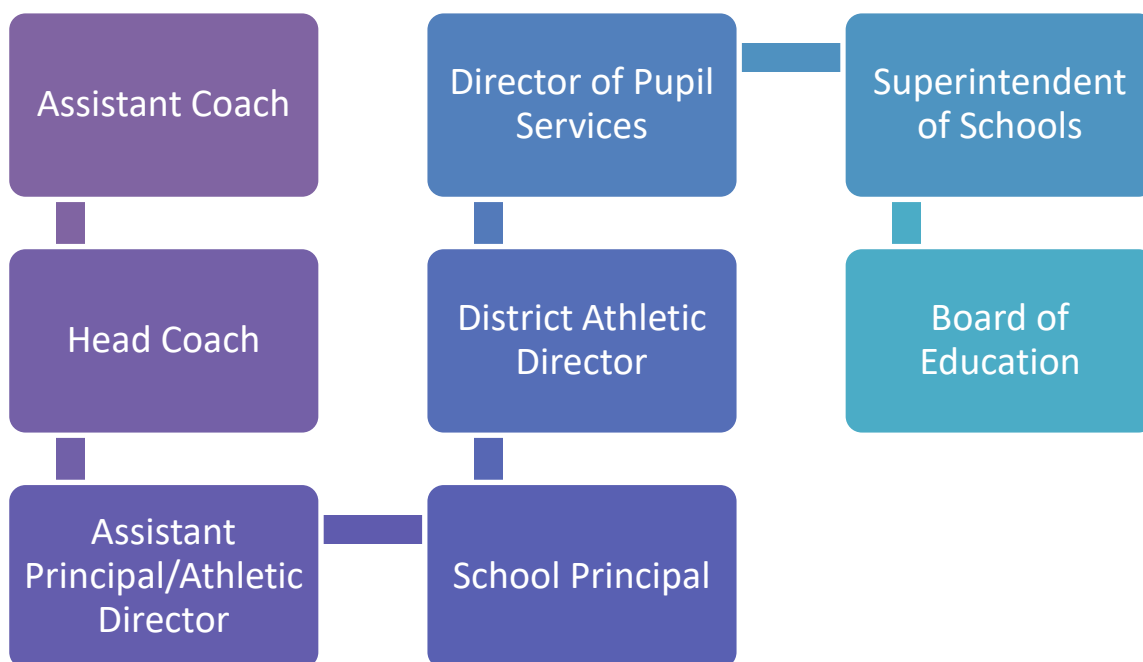 Assistant Coach
Head Coach
Assistant
Principal/Athletic
Director
School Principal
District Athletic
Director
Director of Pupil
Services
Superintendent
of Schools
Board of
Education